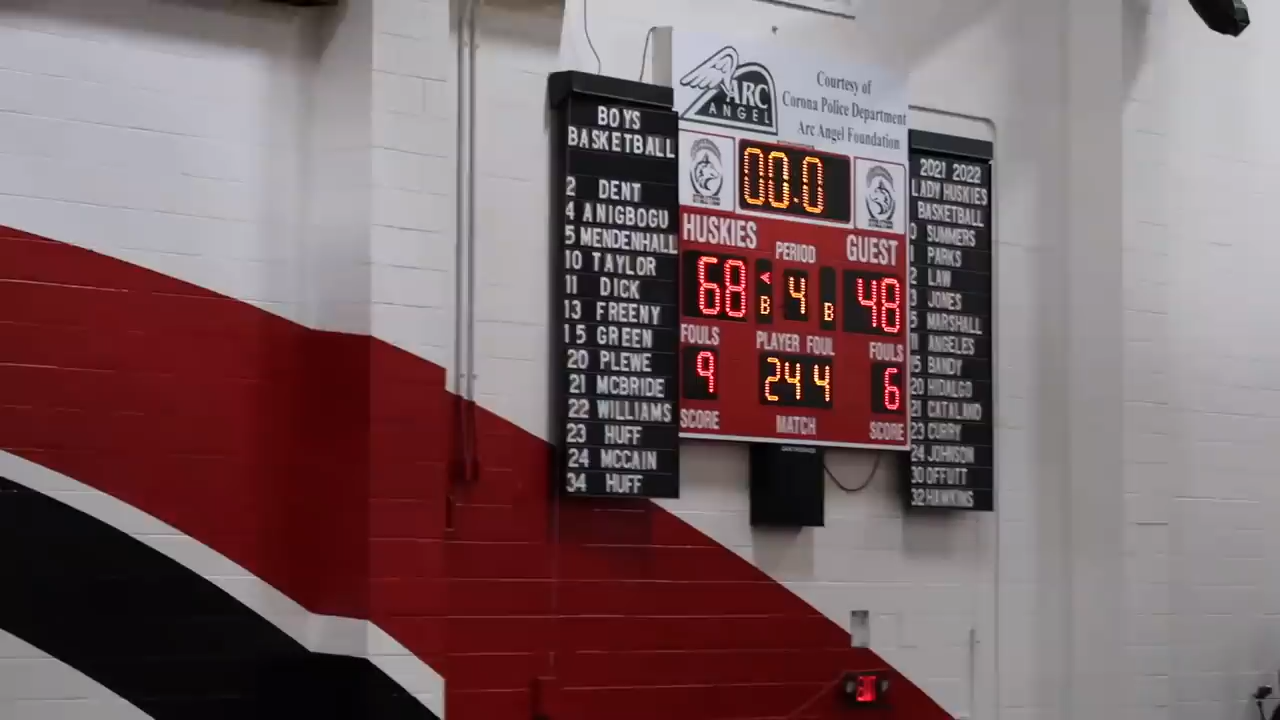 ARC
ANGEL
Courtesy of
Corona Police Department
Arc Angel Foundation
BOYS
BASKETBALL
2 DENT
4 ANIGBOGU
5 MENDENHALL
10 TAYLOR
11 DICK
13 FREENY
15 GREEN
20 PLEWE
21 MCBRIDE
22 WILLIAMS
23 HUFF
24 MCCAIN
34 HUFF
00.0
HUSKIES PERIOD GUEST
68 B 4 B 48
FOULS PLAYER FOUL FOULS
9 24 4 6
SCORE MATCH SCORE
2021 2022
LADY HUSKIES
BASKETBALL
0 SUMMERS
1 PARKS
2 LAW
3 JONES
5 MARSHALL
11 ANGELES
15 BANDY
20 HIDALGO
21 CATALANO
23 CURRY
24 JOHNSON
30 OFFUTT
32 HAWKINS